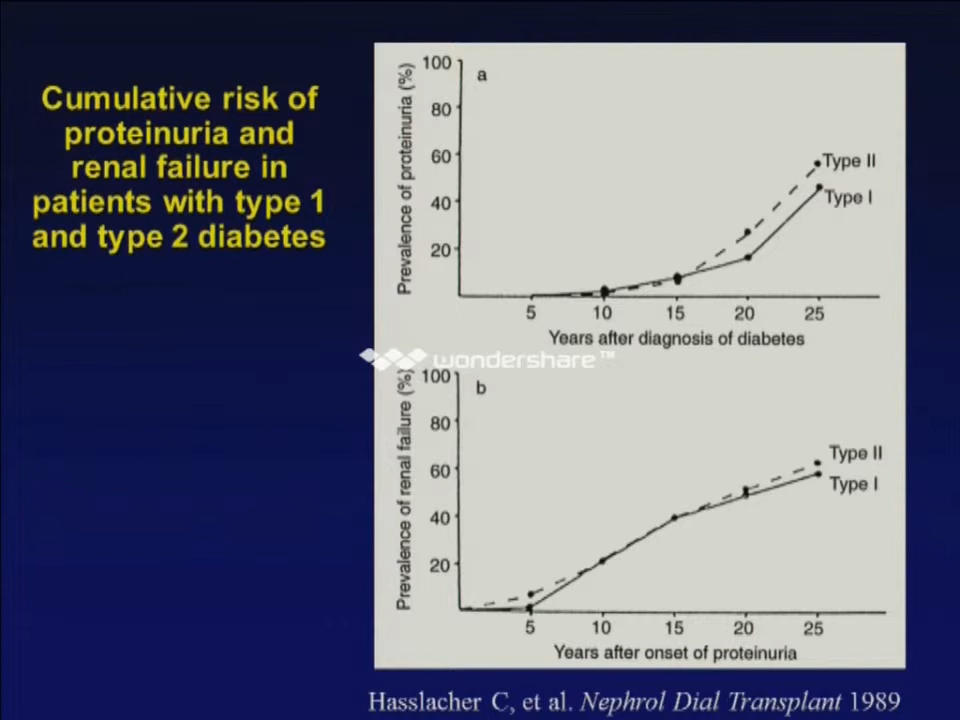 Cumulative risk of
proteinuria and
renal failure in
patients with type 1
and type 2 diabetes
Prevalence of proteinuria (%)
100
80
60
40
20
a
Type II
Type I
5 10 15 20 25
Years after diagnosis of diabetes
wondershare™
Prevalence of renal failure (%)
100
80
60
40
20
b
Type II
Type I
5 10 15 20 25
Years after onset of proteinuria
Hasslacher C, et al. Nephrol Dial Transplant 1989